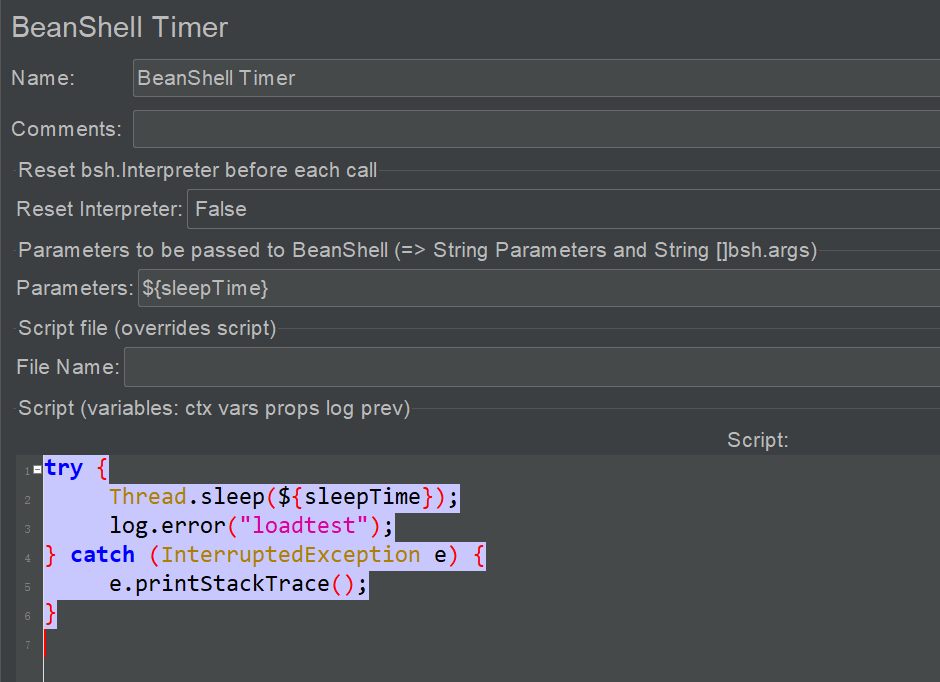 BeanShell Timer
Name: BeanShell Timer
Comments:
Reset bsh.Interpreter before each call
Reset Interpreter: False
Parameters to be passed to BeanShell (=> String Parameters and String []bsh.args)
Parameters: ${sleepTime}
Script file (overrides script)
File Name:
Script (variables: ctx vars props log prev)
Script:
1 try {
2 Thread.sleep(${sleepTime});
3 log.error("loadtest");
4 } catch (InterruptedException e) {
5 e.printStackTrace();
6 }
7